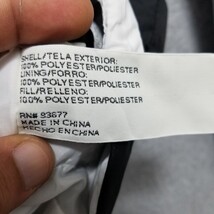 SHELL/TELA EXTERIOR:
100% POLYESTER/POLIESTER
LINING/FORRO:
100% POLYESTER/POLIESTER
FILL/RELLENO:
100% POLYESTER/POLIESTER
RN# 93677
MADE IN CHINA
HECHO EN CHINA